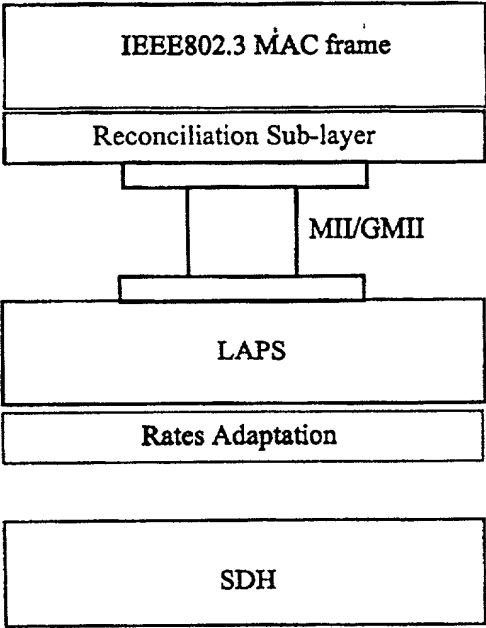 IEEE802.3 MAC frame
Reconciliation Sub-layer
MII/GMII
LAPS
Rates Adaptation
SDH